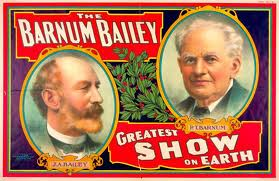 THE
BARNUM BAILEY
J.A. BAILEY
P.T. BARNUM
GREATEST
SHOW
ON EARTH